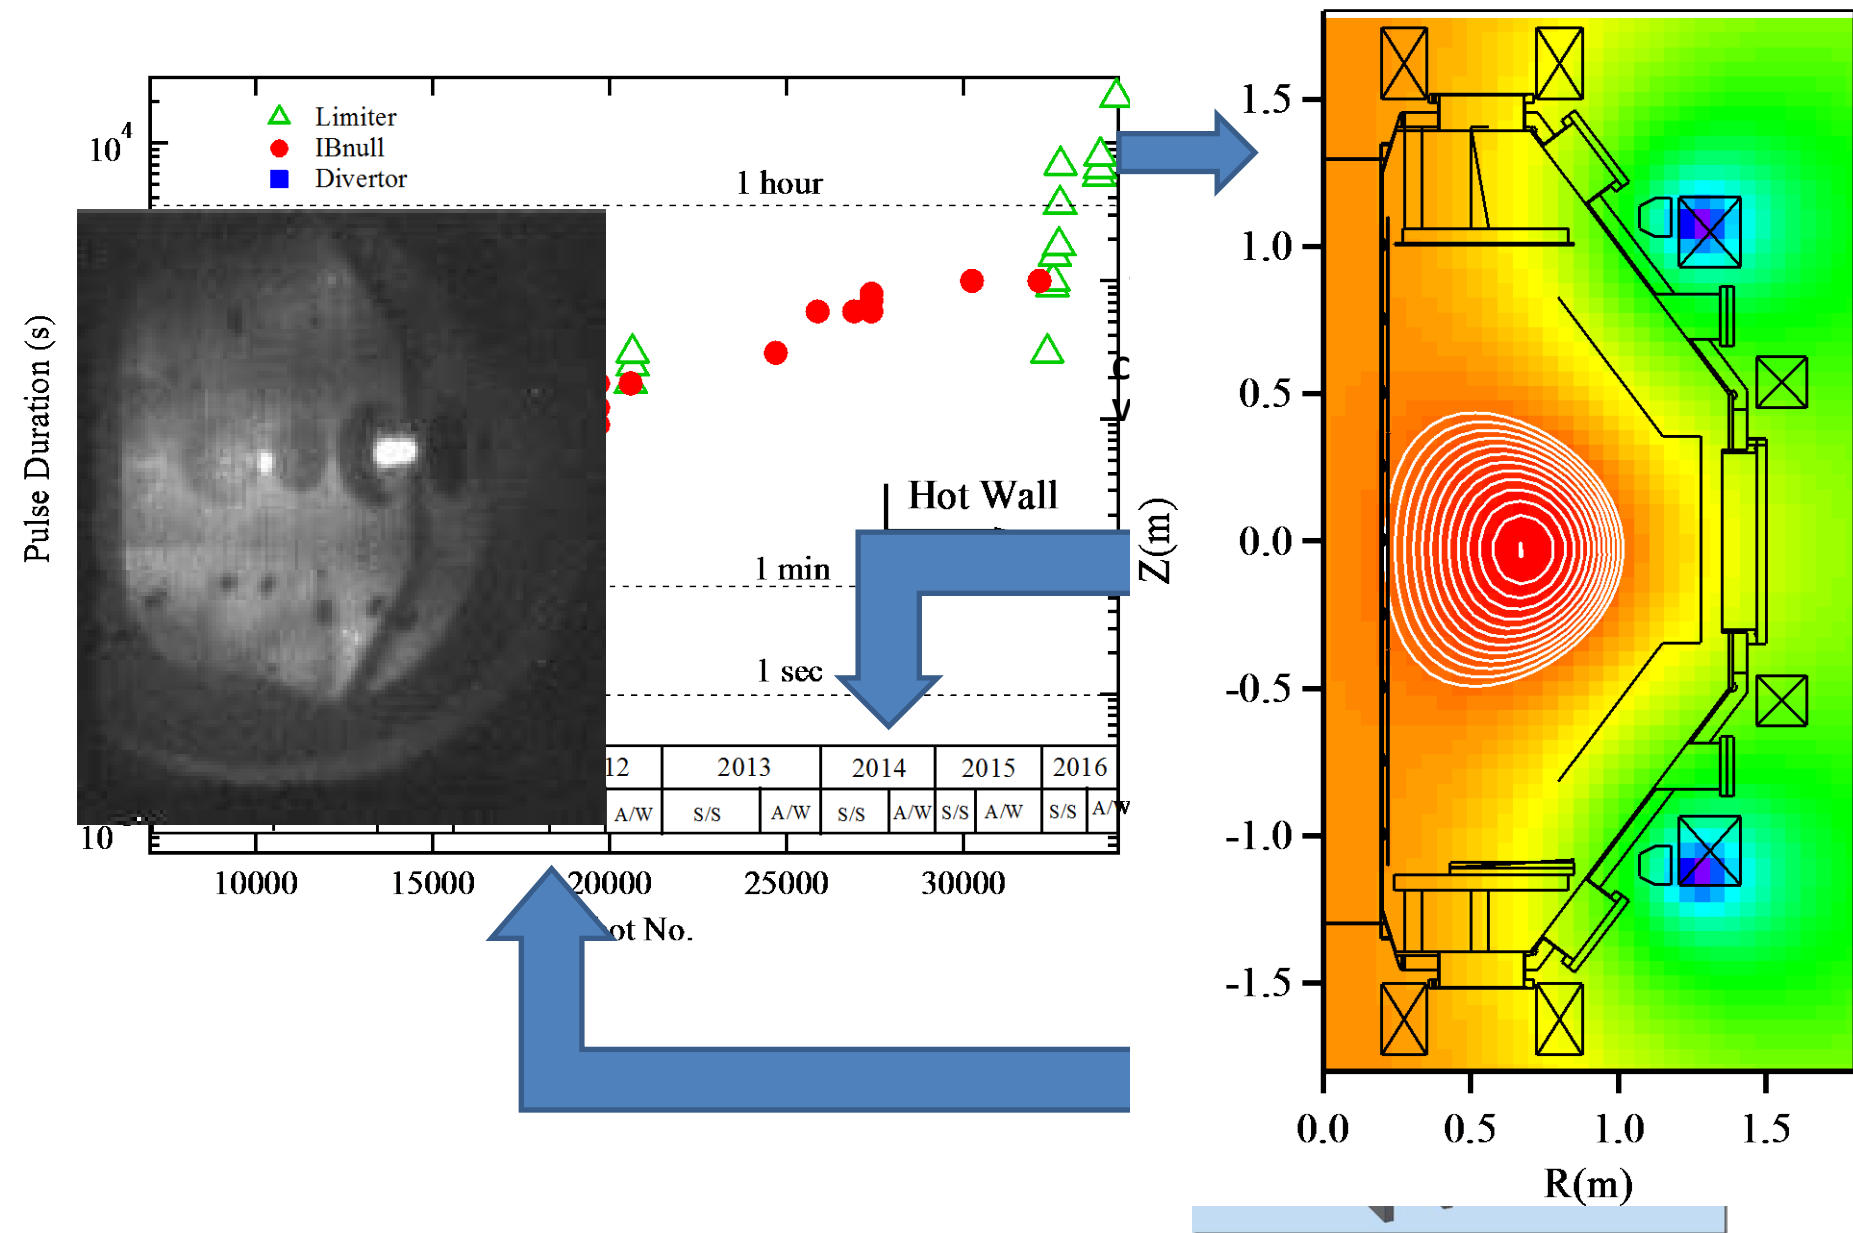 Limiter
IBnull
Divertor
10^4
1 hour
Pulse Duration (s)
Hot Wall
1 min
1 sec
12 2013 2014 2015 2016
A/W S/S A/W S/S A/W S/S A/W S/S A/W
10
10000 15000 20000 25000 30000
ot No.
c
v
Z(m)
1.5
1.0
0.5
0.0
-0.5
-1.0
-1.5
0.0 0.5 1.0 1.5
R(m)